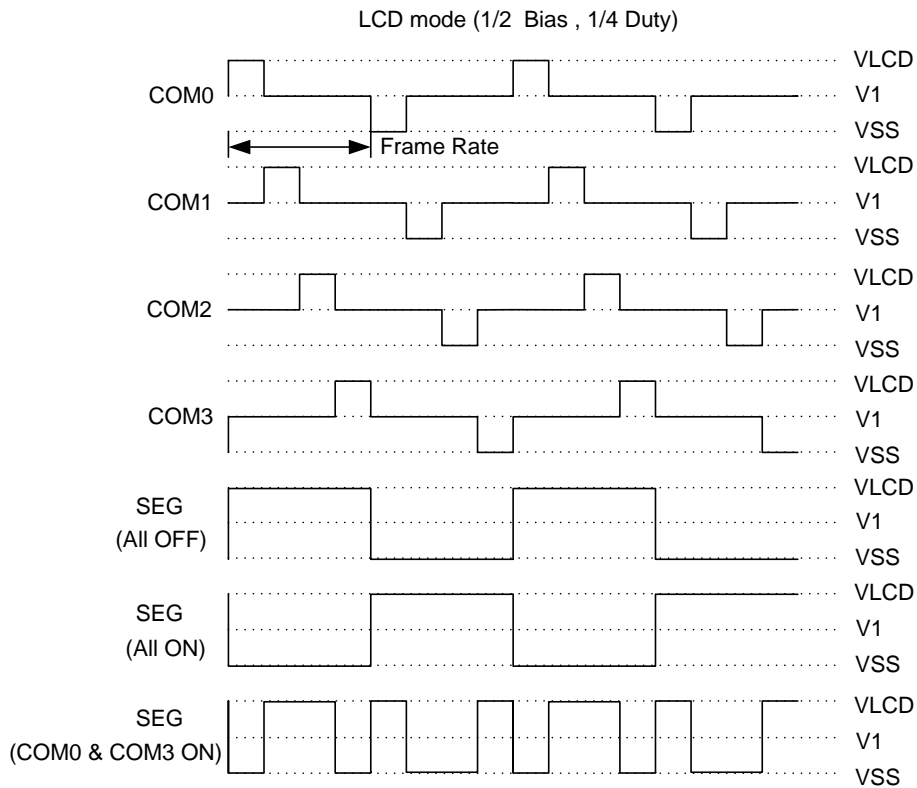 LCD mode (1/2 Bias , 1/4 Duty)
VLCD
COM0
V1
VSS
Frame Rate
VLCD
COM1
V1
VSS
VLCD
COM2
V1
VSS
VLCD
COM3
V1
VSS
VLCD
SEG
(All OFF)
V1
VSS
VLCD
SEG
(All ON)
V1
VSS
VLCD
SEG
(COM0 & COM3 ON)
V1
VSS